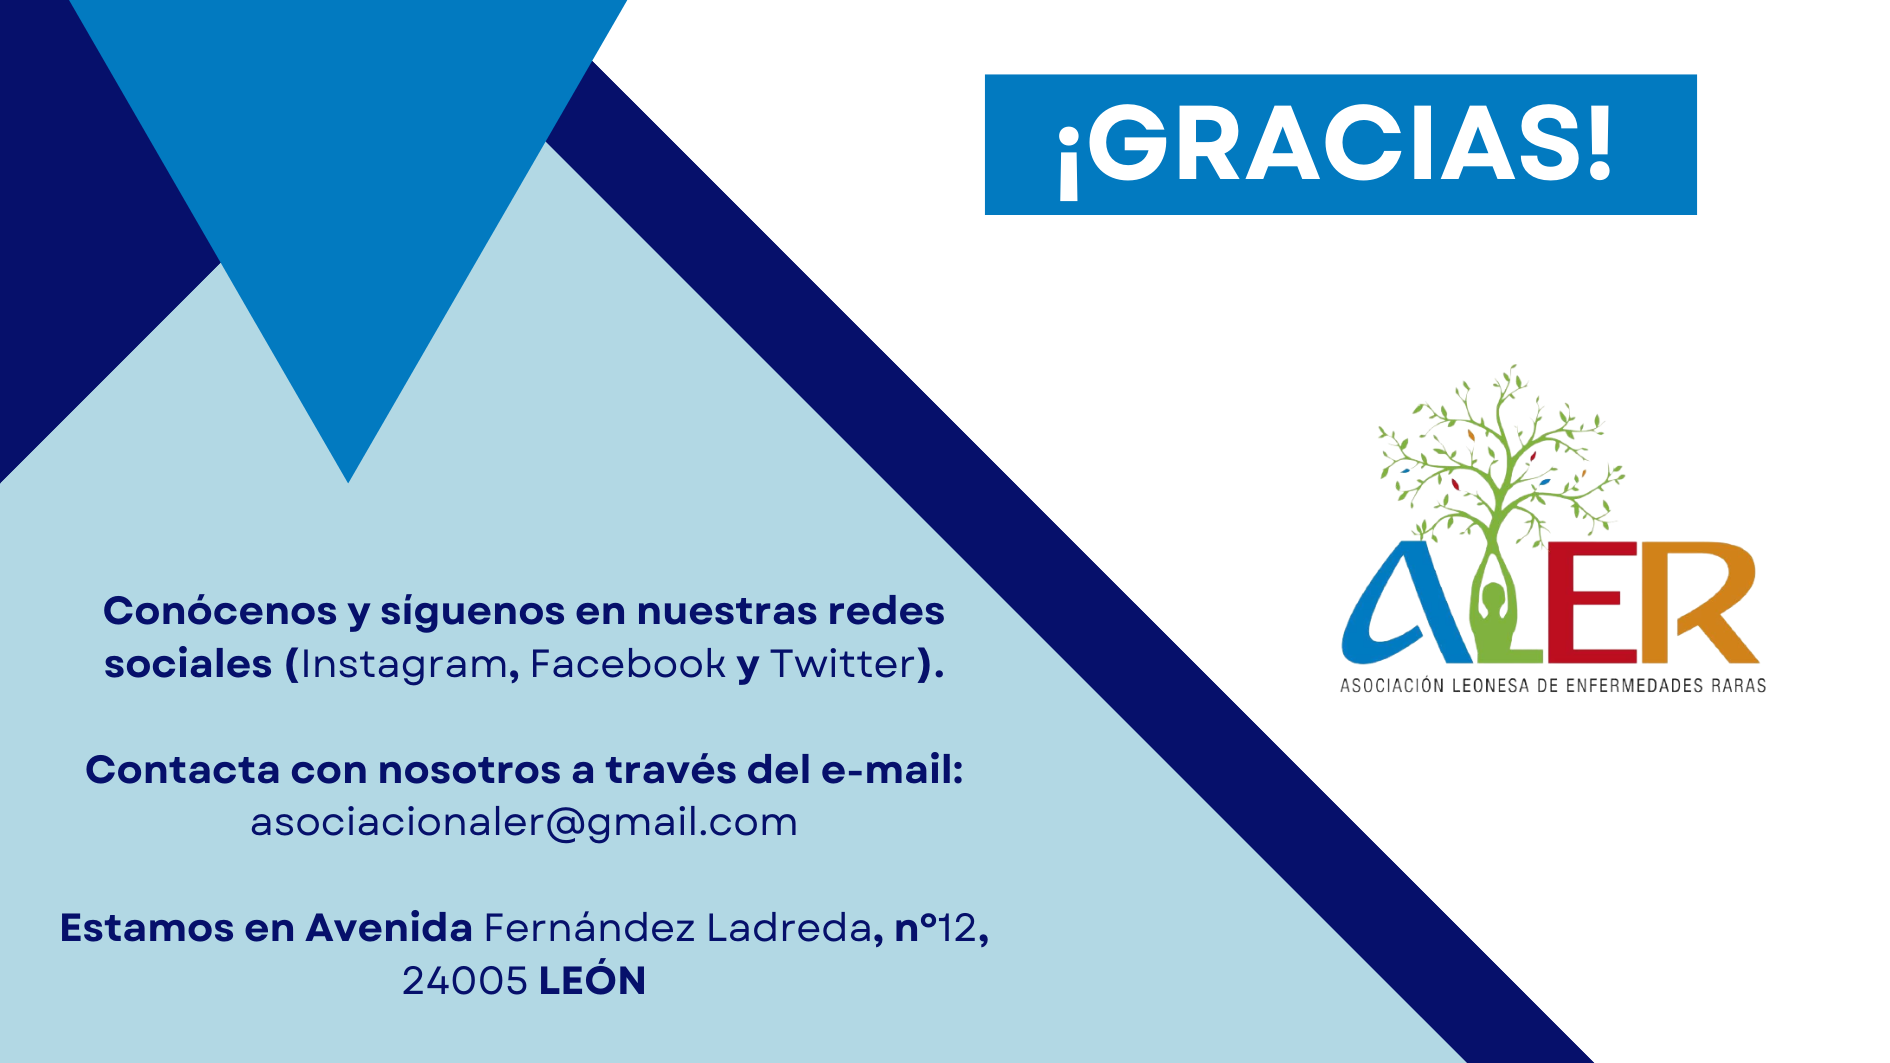 ¡GRACIAS!
ALER
ASOCIACIÓN LEONESA DE ENFERMEDADES RARAS
Conócenos y síguenos en nuestras redes
sociales (Instagram, Facebook y Twitter).
Contacta con nosotros a través del e-mail:
asociacionaler@gmail.com
Estamos en Avenida Fernández Ladreda, nº12,
24005 LEÓN